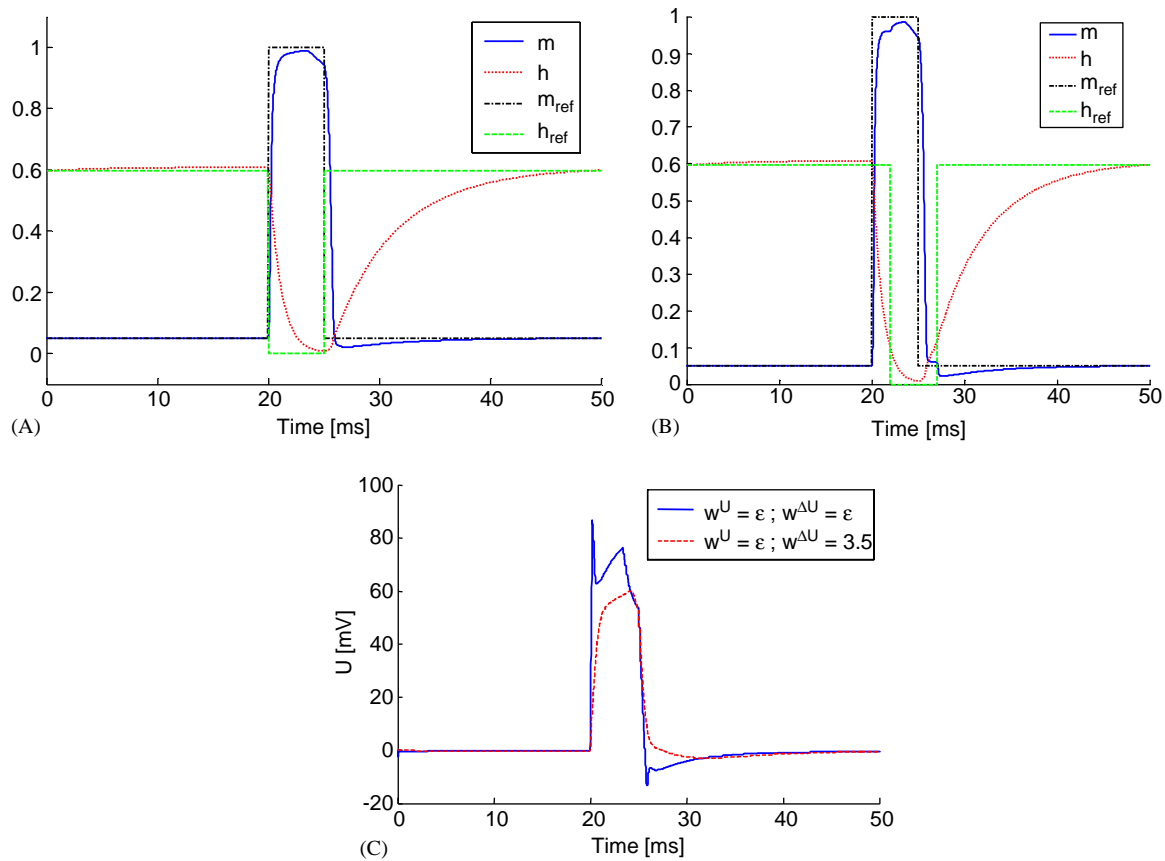 1
0.8
0.6
0.4
0.2
0
0
10
20
30
40
50
Time [ms]
(A)
m
h
m_ref
h_ref
1
0.9
0.8
0.7
0.6
0.5
0.4
0.3
0.2
0.1
0
0
10
20
30
40
50
Time [ms]
(B)
m
h
m_ref
h_ref
100
80
60
40
20
0
-20
U [mV]
0
10
20
30
40
50
Time [ms]
(C)
w^U = ε ; w^ΔU = ε
w^U = ε ; w^ΔU = 3.5